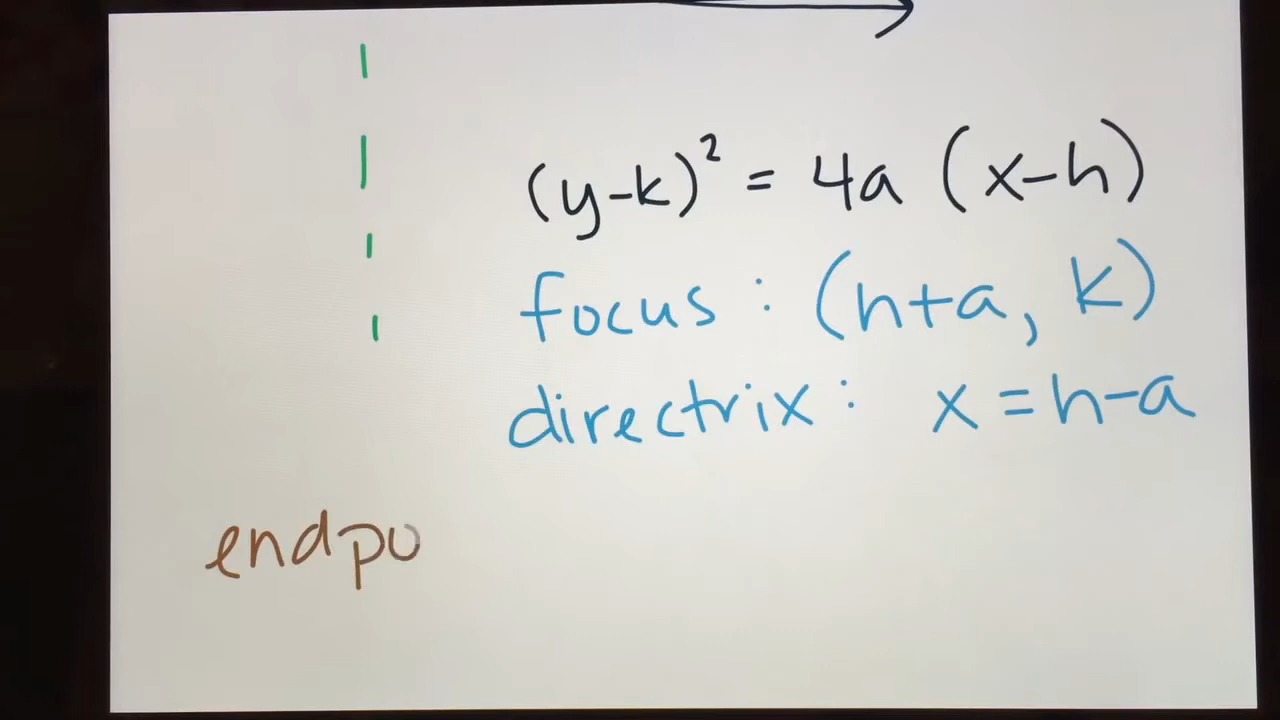 (y-k)² = 4a (x-h)
focus : (h+a, k)
directrix : x = h-a
endpo